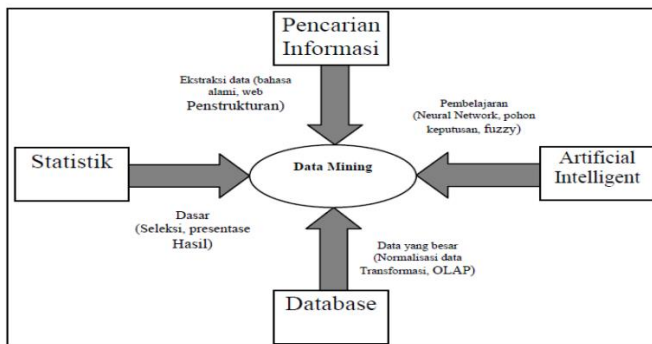 Pencarian
Informasi
Ekstraksi data (bahasa
alami, web
Penstrukturan)
Pembelajaran
(Neural Network, pohon
keputusan, fuzzy)
Statistik
Data Mining
Artificial
Intelligent
Dasar
(Seleksi, presentase
Hasil)
Data yang besar
(Normalisasi data
Transformasi, OLAP)
Database